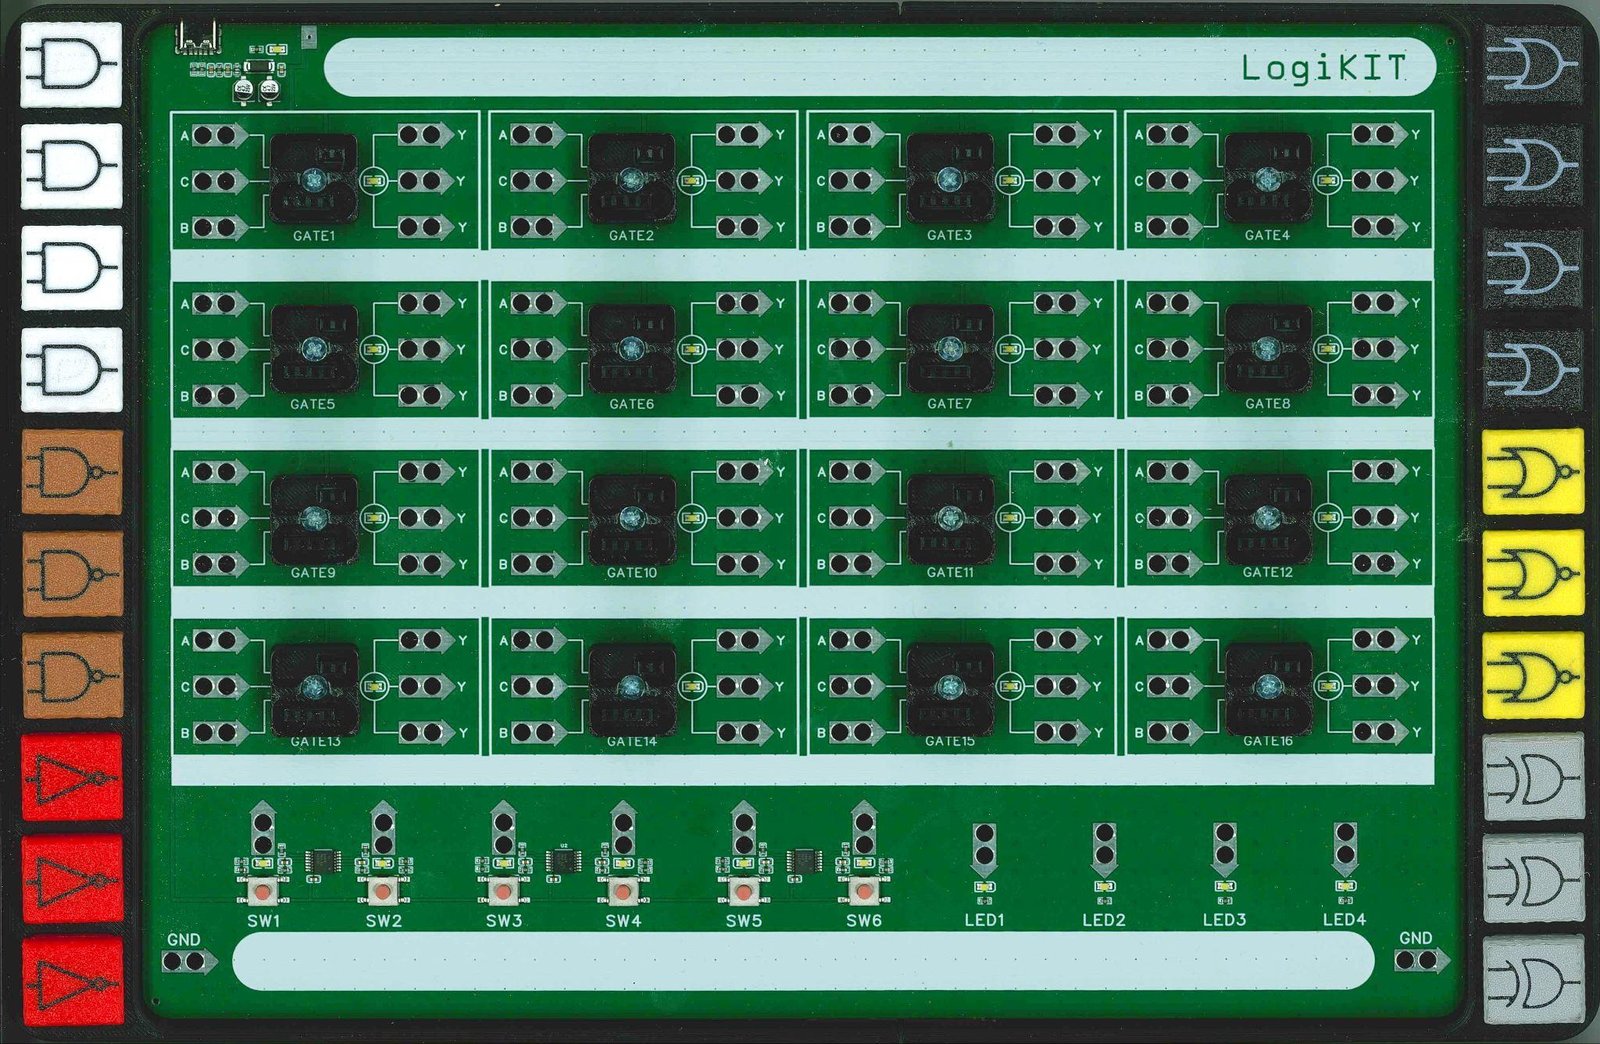 LogiKIT
A Y A Y A Y A Y
C Y C Y C Y C Y
B Y B Y B Y B Y
GATE1 GATE2 GATE3 GATE4
A Y A Y A Y A Y
C Y C Y C Y C Y
B Y B Y B Y B Y
GATE5 GATE6 GATE7 GATE8
A Y A Y A Y A Y
C Y C Y C Y C Y
B Y B Y B Y B Y
GATE9 GATE10 GATE11 GATE12
A Y A Y A Y A Y
C Y C Y C Y C Y
B Y B Y B Y B Y
GATE13 GATE14 GATE15 GATE16
U2
SW1 SW2 SW3 SW4 SW5 SW6 LED1 LED2 LED3 LED4
GND GND